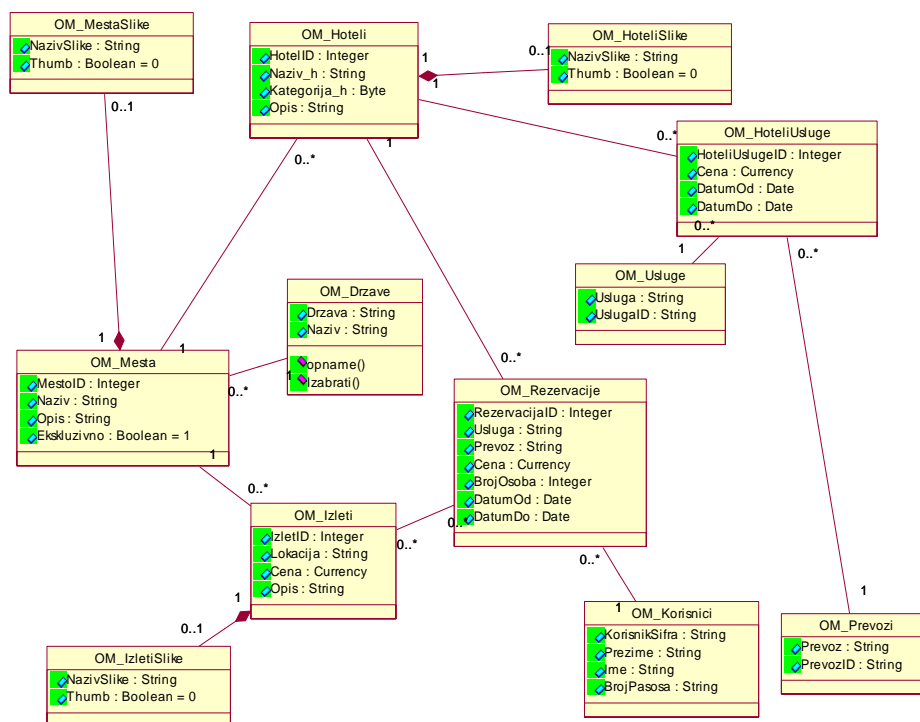 OM_MestaSlike
NazivSlike : String
Thumb : Boolean = 0
0..1
OM_Hoteli
HotelID : Integer
Naziv_h : String
Kategorija_h : Byte
Opis : String
1
1
0..1
OM_HoteliSlike
NazivSlike : String
Thumb : Boolean = 0
0..*
1
0..*
OM_HoteliUsluge
HoteliUslugeID : Integer
Cena : Currency
DatumOd : Date
DatumDo : Date
0..*
1
0..*
OM_Usluge
Usluga : String
UslugaID : String
OM_Drzave
Drzava : String
Naziv : String
opname()
Izabrati()
1
0..*
1
1
OM_Mesta
MestoID : Integer
Naziv : String
Opis : String
Ekskluzivno : Boolean = 1
1
0..*
0..*
OM_Rezervacije
RezervacijaID : Integer
Usluga : String
Prevoz : String
Cena : Currency
BrojOsoba : Integer
DatumOd : Date
DatumDo : Date
0..*
0..*
0..*
OM_Izleti
IzletID : Integer
Lokacija : String
Cena : Currency
Opis : String
1
0..1
OM_IzletiSlike
NazivSlike : String
Thumb : Boolean = 0
1
OM_Korisnici
KorisnikSifra : String
Prezime : String
Ime : String
BrojPasosa : String
1
OM_Prevozi
Prevoz : String
PrevozID : String